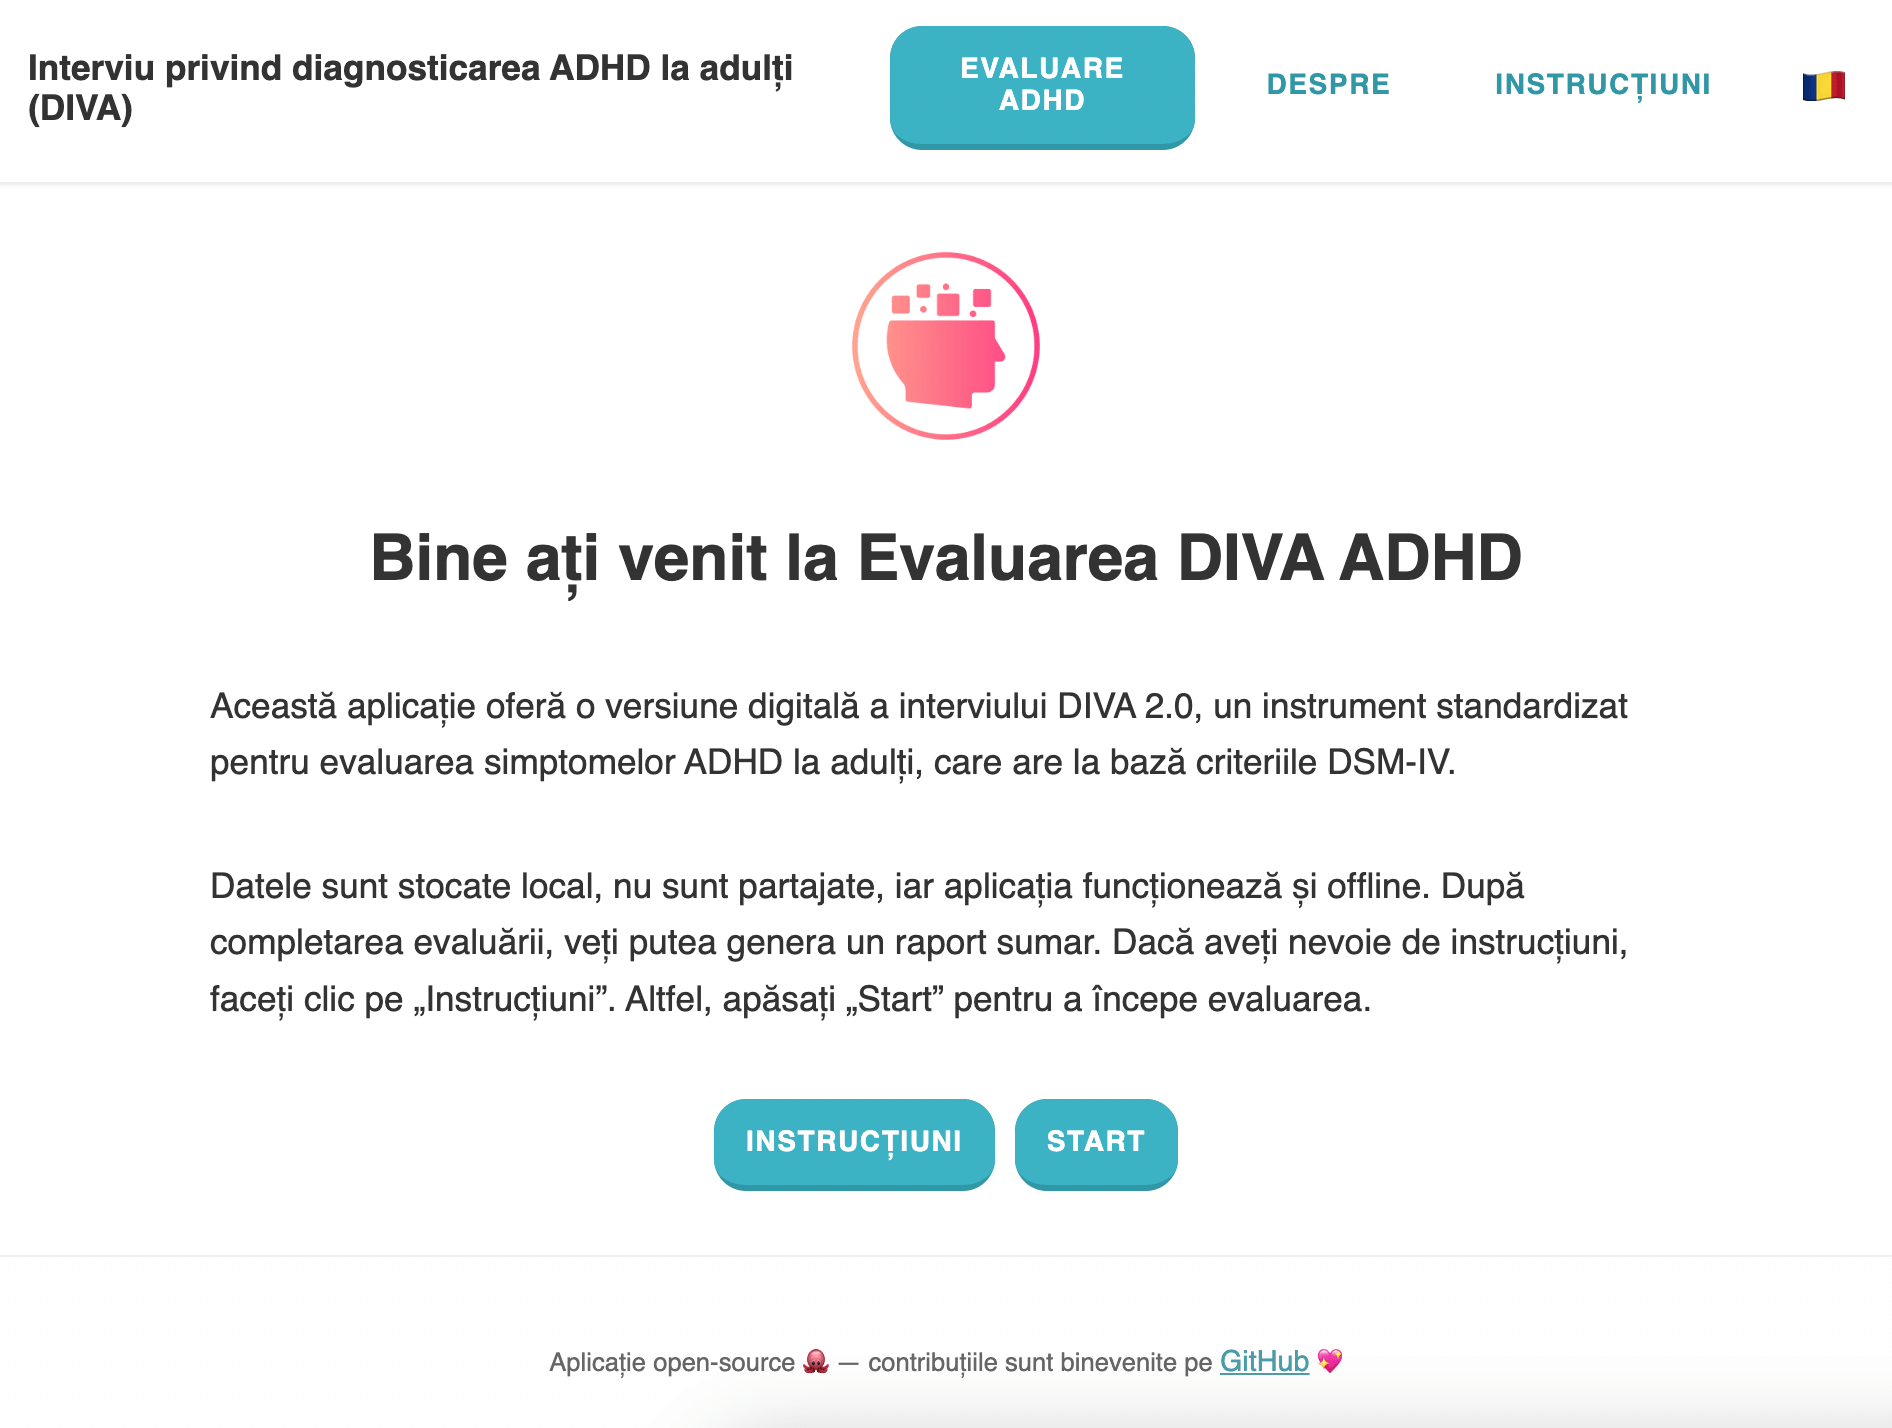 Interviu privind diagnosticarea ADHD la adulți
(DIVA)
EVALUARE
ADHD
DESPRE
INSTRUCȚIUNI
Bine ați venit la Evaluarea DIVA ADHD
Această aplicație oferă o versiune digitală a interviului DIVA 2.0, un instrument standardizat
pentru evaluarea simptomelor ADHD la adulți, care are la bază criteriile DSM-IV.
Datele sunt stocate local, nu sunt partajate, iar aplicația funcționează și offline. După
completarea evaluării, veți putea genera un raport sumar. Dacă aveți nevoie de instrucțiuni,
faceți clic pe „Instrucțiuni”. Altfel, apăsați „Start” pentru a începe evaluarea.
INSTRUCȚIUNI
START
Aplicație open-source 🐙 — contribuțiile sunt binevenite pe GitHub 💖